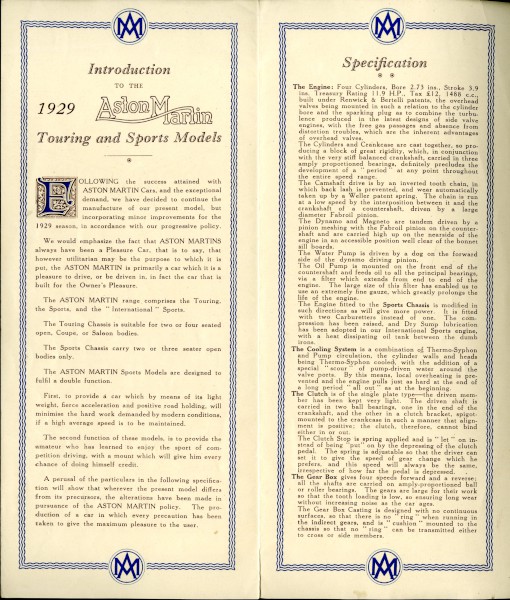 AM
Introduction
TO THE
1929 Aston Martin
Touring and Sports Models
FOLLOWING the success attained with
ASTON MARTIN Cars, and the exceptional
demand, we have decided to continue the
manufacture of our present model, but
incorporating minor improvements for the
1929 season, in accordance with our progressive policy.
We would emphasize the fact that ASTON MARTINS
always have been a Pleasure Car, that is to say, that
however utilitarian may be the purpose to which it is
put, the ASTON MARTIN is primarily a car which it is a
pleasure to drive, or be driven in, in fact the car that is
built for the Owner's Pleasure.
The ASTON MARTIN range comprises the Touring,
the Sports, and the " International " Sports.
The Touring Chassis is suitable for two or four seated
open, Coupe, or Saloon bodies.
The Sports Chassis carry two or three seater open
bodies only.
The ASTON MARTIN Sports Models are designed to
fulfil a double function.
First, to provide a car which by means of its light
weight, fierce acceleration and positive road holding, will
minimise the hard work demanded by modern conditions,
if a high average speed is to be maintained.
The second function of these models, is to provide the
amateur who has learned to enjoy the sport of com-
petition driving, with a mount which will give him every
chance of doing himself credit.
A perusal of the particulars in the following specifica-
tion will show that wherever the present model differs
from its precursors, the alterations have been made in
pursuance of the ASTON MARTIN policy. The pro-
duction of a car in which every precaution has been
taken to give the maximum pleasure to the user.
AM
AM
Specification
The Engine: Four Cylinders, Bore 2.73 ins., Stroke 3.9
ins. Treasury Rating 11.9 H.P., Tax £12, 1488 c.c.,
built under Renwick & Bertelli patents, the overhead
valves being mounted in such a relation to the cylinder
bore and the sparking plug as to combine the turbu-
lence produced in the latest designs of side valve
engines, with the free gas passages and absence from
distortion troubles, which are the inherent advantages
of overhead valves.
The Cylinders and Crankcase are cast together, so pro-
ducing a block of great rigidity, which, in conjunction
with the very stiff balanced crankshaft, carried in three
amply proportioned bearings, definitely precludes the
development of a " period " at any point throughout
the entire speed range.
The Camshaft drive is by an inverted tooth chain, in
which back lash is prevented, and wear automatically
taken up by a Weller patent spring. The chain is run
at a low speed by the interposition between it and the
crankshaft of a countershaft, driven by a large
diameter Fabroil pinion.
The Dynamo and Magneto are tandem driven by a
pinion meshing with the Fabroil pinion on the counter-
shaft and are carried high up on the nearside of the
engine in an accessible position well clear of the bonnet
sill boards.
The Water Pump is driven by a dog on the forward
side of the dynamo driving pinion.
The Oil Pump is mounted on the front end of the
countershaft and feeds oil to all the principal bearings,
via a filter which extends from end to end of the
engine. The large size of this filter has enabled us to
use an extremely fine gauze, which greatly prolongs the
life of the engine.
The Engine fitted to the Sports Chassis is modified in
such directions as will give more power. It is fitted
with two Carburetters instead of one. The com-
pression has been raised, and Dry Sump lubrication
has been adopted in our International Sports engine,
with a heat dissipating oil tank between the dumb
irons.
The Cooling System is a combination of Thermo-Syphon
and Pump circulation, the cylinder walls and heads
being Thermo-Syphon cooled, with the addition of a
special " scour " of pump-driven water around the
valve ports. By this means, local overheating is pre-
vented and the engine pulls just as hard at the end of
a long period " all out " as at the beginning.
The Clutch is of the single plate type—the driven mem-
ber has been kept very light. The driven shaft is
carried in two ball bearings, one in the end of the
crankshaft, and the other in a clutch bracket, spigot-
mounted to the crankcase in such a manner that align-
ment is positive; the clutch, therefore, cannot bind
either in or out.
The Clutch Stop is spring applied and is " let " on in-
stead of being "put" on by the depressing of the clutch
pedal. The spring is adjustable so that the driver can
set it to give the speed of gear change which he
prefers, and this speed will always be the same,
irrespective of how far the pedal is depressed.
The Gear Box gives four speeds forward and a reverse;
all the shafts are carried on amply-proportioned ball
or roller bearings. The gears are large for their work
so that the tooth loading is low, so ensuring long wear
without increasing noise as the car ages.
The Gear Box Casting is designed with no continuous
surfaces, so that there is no " ring " when running in
the indirect gears, and is " cushion " mounted to the
chassis so that no " ring " can be transmitted either
to cross or side members.
AM